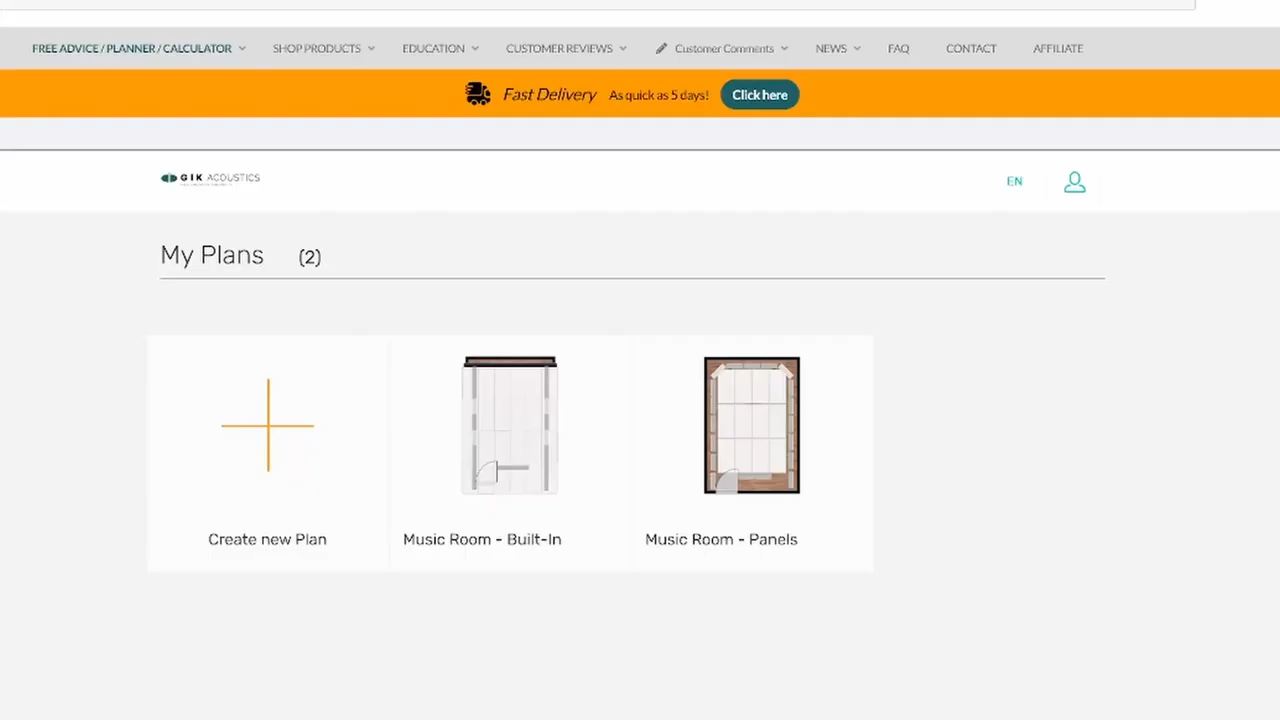 FREE ADVICE / PLANNER / CALCULATOR SHOP PRODUCTS EDUCATION CUSTOMER REVIEWS Customer Comments NEWS FAQ CONTACT AFFILIATE
Fast Delivery As quick as 5 days! Click here
GIK ACOUSTICS EN
My Plans (2)
Create new Plan Music Room - Built-In Music Room - Panels